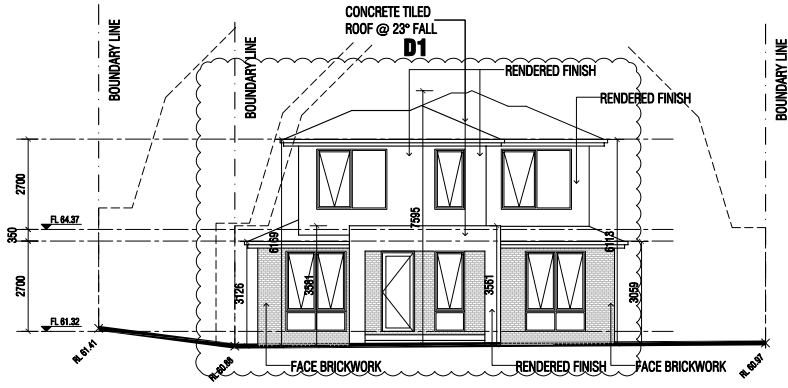 CONCRETE TILED
ROOF @ 23° FALL
D1
BOUNDARY LINE
BOUNDARY LINE
BOUNDARY LINE
RENDERED FINISH
RENDERED FINISH
2700
350
2700
FL 64.37
FL 61.32
7595
6169
6113
3126
3581
3561
3059
RL 61.41
RL 60.88
RL 60.97
FACE BRICKWORK
RENDERED FINISH
FACE BRICKWORK